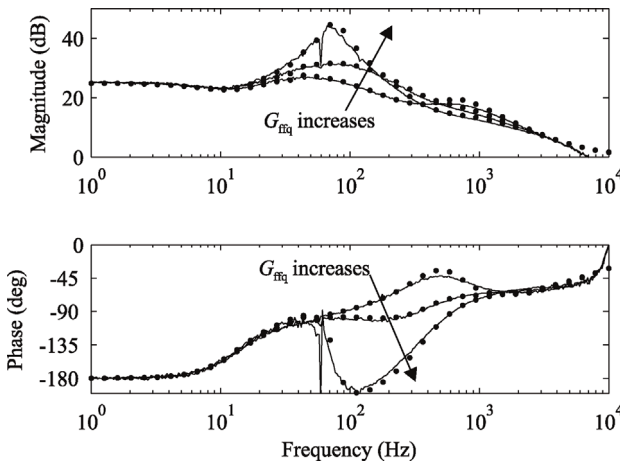 Magnitude (dB)
40
20
0
G_ffq increases
10^0 10^1 10^2 10^3 10^4
Phase (deg)
0
-45
-90
-135
-180
G_ffq increases
10^0 10^1 10^2 10^3 10^4
Frequency (Hz)